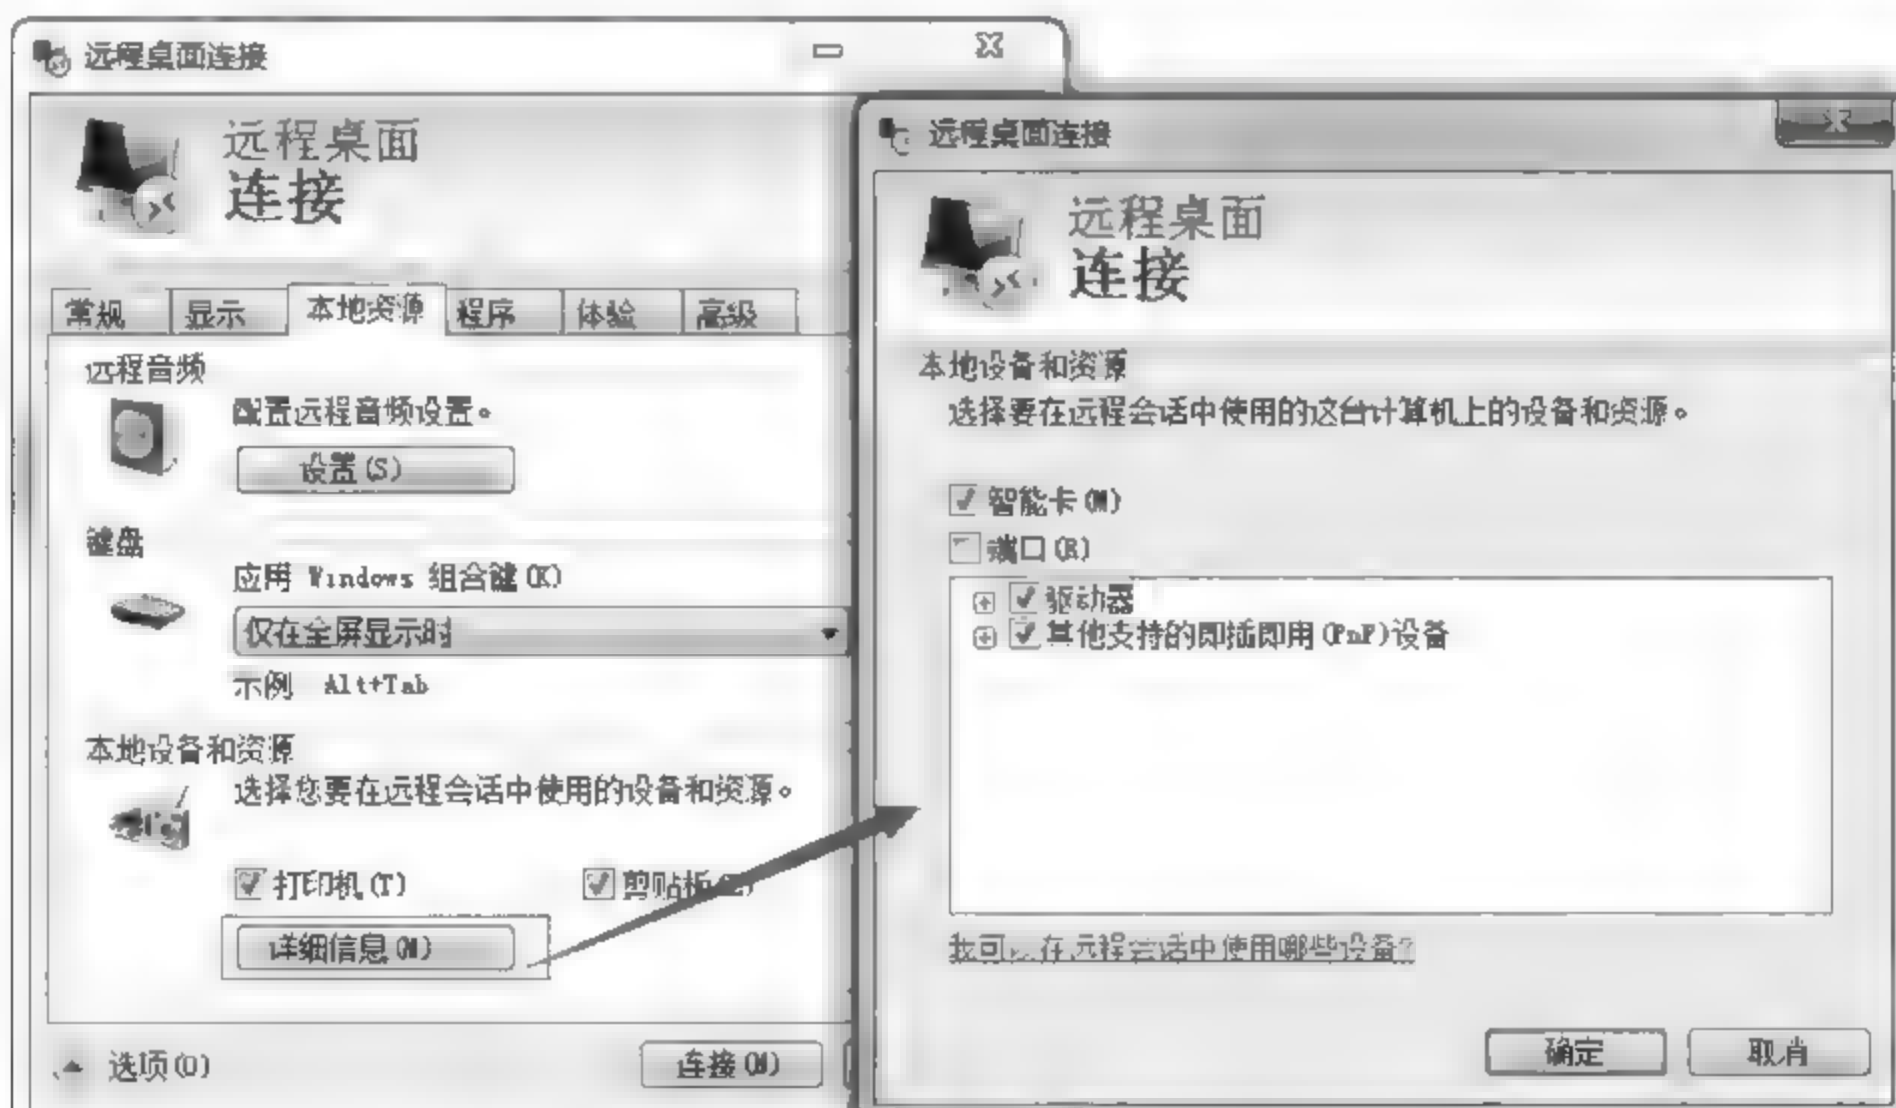 远程桌面连接
远程桌面
连接
常规 显示 本地资源 程序 体验 高级
远程音频
配置远程音频设置。
设置(S)
键盘
应用 Windows 组合键(K)
仅在全屏显示时
示例 Alt+Tab
本地设备和资源
选择您要在远程会话中使用的设备和资源。
打印机(T) 剪贴板
详细信息(M)
选项(O) 连接(N)
远程桌面连接
远程桌面
连接
本地设备和资源
选择要在远程会话中使用的这台计算机上的设备和资源。
智能卡(M)
端口(R)
驱动器
其他支持的即插即用(PnP)设备
我可以在远程会话中使用哪些设备?
确定 取消